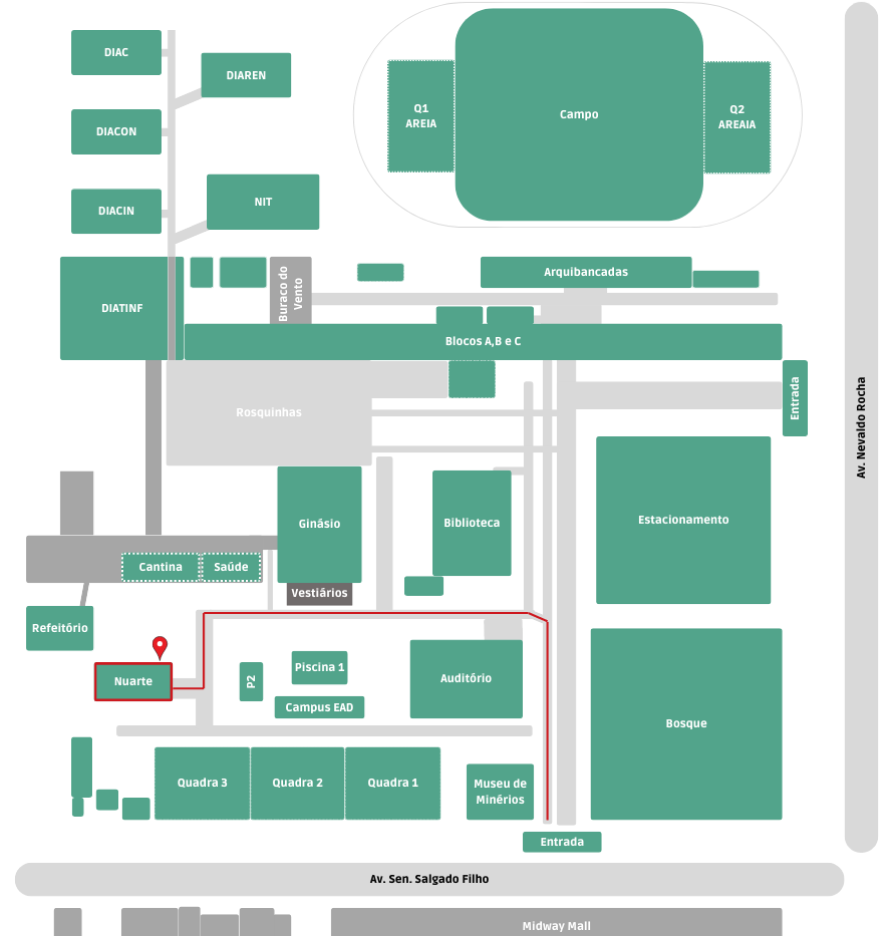 DIAC
DIAREN
Q1
AREIA
Campo
Q2
AREAIA
DIACON
DIACIN
NIT
Buraco do
Vento
Arquibancadas
DIATINF
Blocos A,B e C
Rosquinhas
Entrada
Av. Nevaldo Rocha
Ginásio
Biblioteca
Estacionamento
Cantina
Saúde
Vestiários
Refeitório
Nuarte
P2
Piscina 1
Auditório
Campus EAD
Bosque
Quadra 3
Quadra 2
Quadra 1
Museu de
Minérios
Entrada
Av. Sen. Salgado Filho
Midway Mall